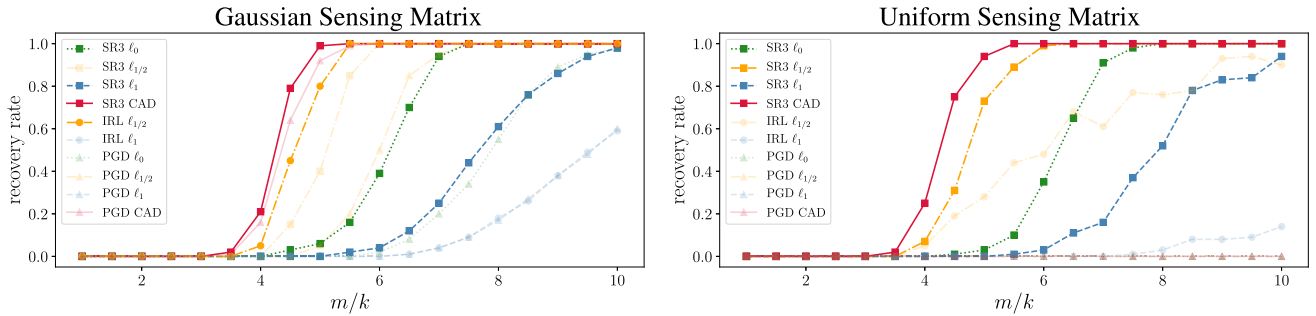 Gaussian Sensing Matrix
1.0
0.8
0.6
0.4
0.2
0.0
recovery rate
SR3 ℓ₀
SR3 ℓ₁/₂
SR3 ℓ₁
SR3 CAD
IRL ℓ₁/₂
IRL ℓ₁
PGD ℓ₀
PGD ℓ₁/₂
PGD ℓ₁
PGD CAD
2 4 6 8 10
m/k
Uniform Sensing Matrix
1.0
0.8
0.6
0.4
0.2
0.0
recovery rate
SR3 ℓ₀
SR3 ℓ₁/₂
SR3 ℓ₁
SR3 CAD
IRL ℓ₁/₂
IRL ℓ₁
PGD ℓ₀
PGD ℓ₁/₂
PGD ℓ₁
PGD CAD
2 4 6 8 10
m/k